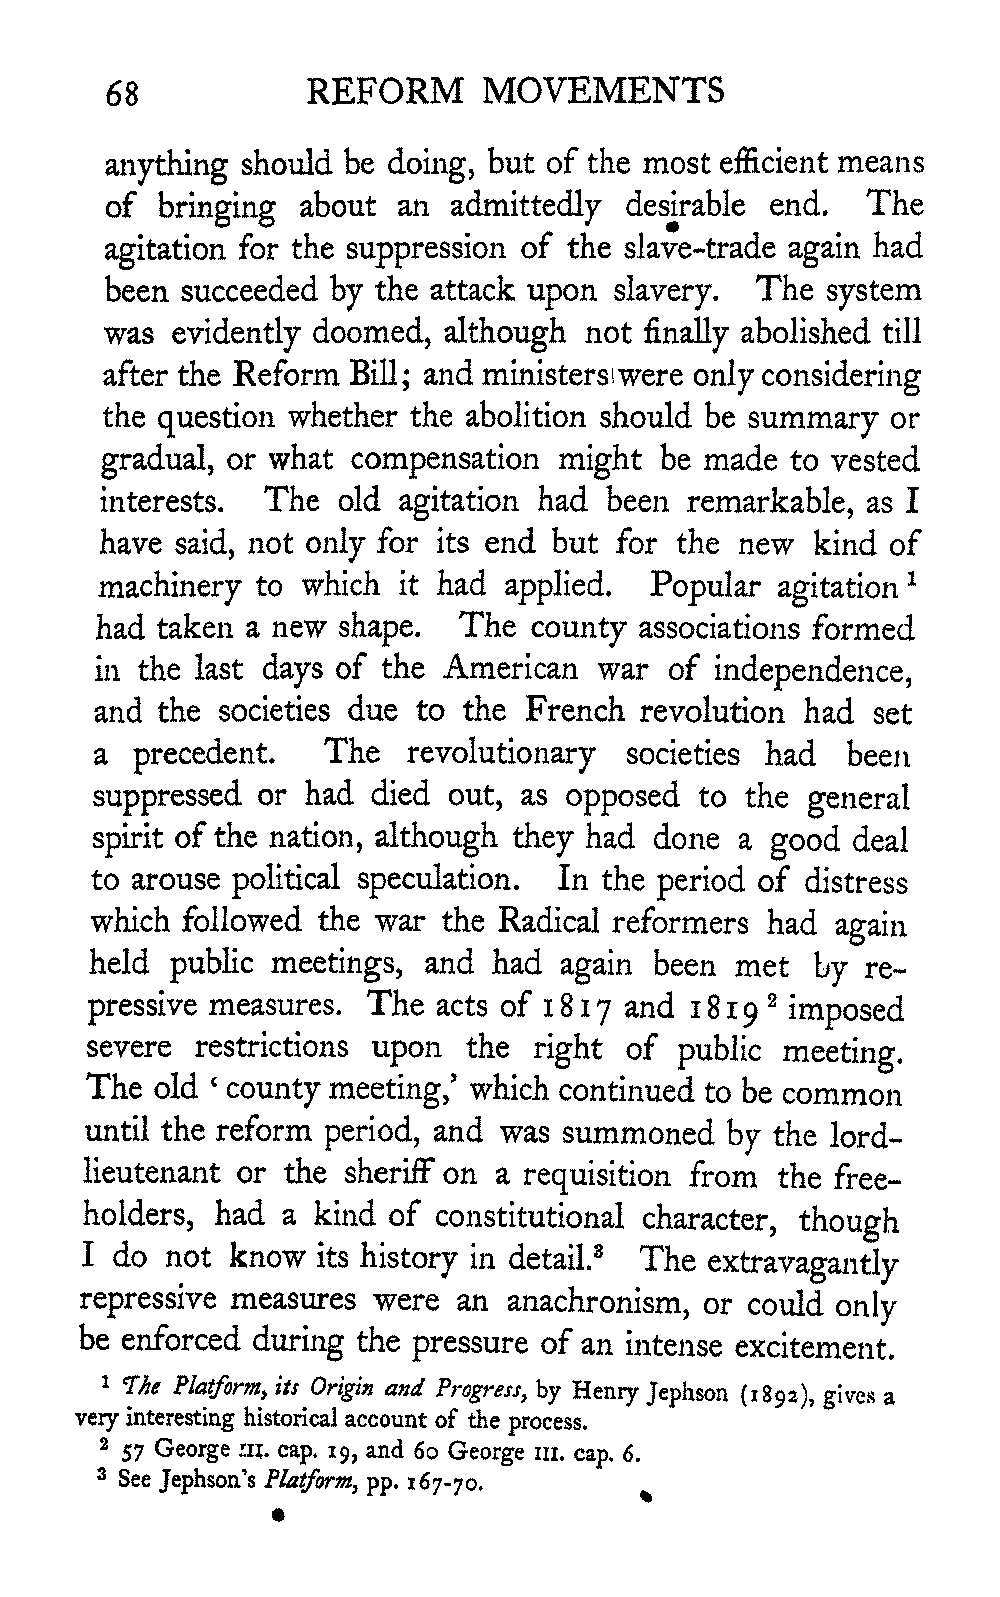 68 REFORM MOVEMENTS
anything should be doing, but of the most efficient means
of bringing about an admittedly desirable end. The
agitation for the suppression of the slave-trade again had
been succeeded by the attack upon slavery. The system
was evidently doomed, although not finally abolished till
after the Reform Bill; and ministers were only considering
the question whether the abolition should be summary or
gradual, or what compensation might be made to vested
interests. The old agitation had been remarkable, as I
have said, not only for its end but for the new kind of
machinery to which it had applied. Popular agitation ¹
had taken a new shape. The county associations formed
in the last days of the American war of independence,
and the societies due to the French revolution had set
a precedent. The revolutionary societies had been
suppressed or had died out, as opposed to the general
spirit of the nation, although they had done a good deal
to arouse political speculation. In the period of distress
which followed the war the Radical reformers had again
held public meetings, and had again been met by re-
pressive measures. The acts of 1817 and 1819 ² imposed
severe restrictions upon the right of public meeting.
The old ‘county meeting,’ which continued to be common
until the reform period, and was summoned by the lord-
lieutenant or the sheriff on a requisition from the free-
holders, had a kind of constitutional character, though
I do not know its history in detail.³ The extravagantly
repressive measures were an anachronism, or could only
be enforced during the pressure of an intense excitement.
¹ The Platform, its Origin and Progress, by Henry Jephson (1892), gives a
very interesting historical account of the process.
² 57 George III. cap. 19, and 60 George III. cap. 6.
³ See Jephson's Platform, pp. 167-70.